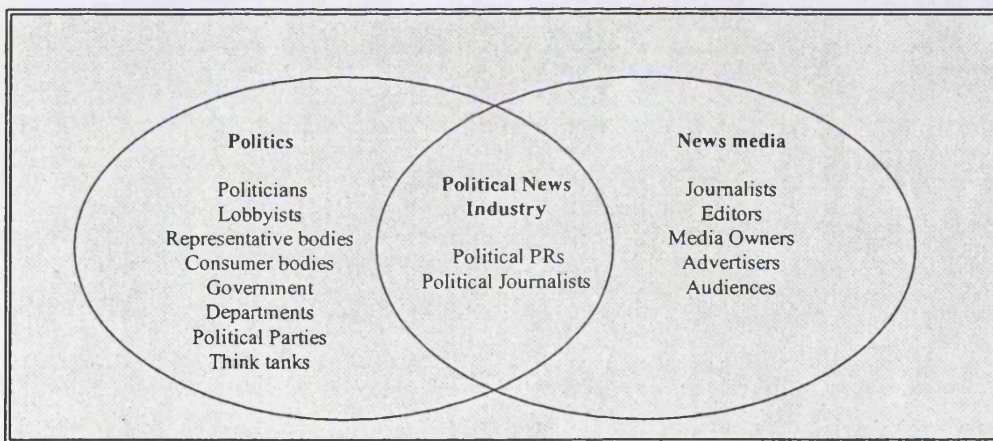 Politics
Politicians
Lobbyists
Representative bodies
Consumer bodies
Government
Departments
Political Parties
Think tanks
Political News
Industry
Political PRs
Political Journalists
News media
Journalists
Editors
Media Owners
Advertisers
Audiences